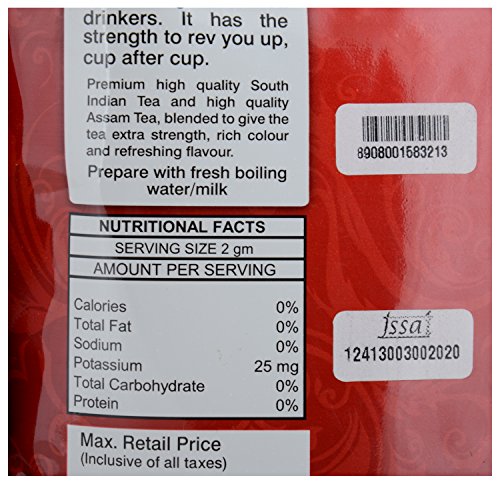 drinkers. It has the
strength to rev you up,
cup after cup.
Premium high quality South
Indian Tea and high quality
Assam Tea, blended to give the
tea extra strength, rich colour
and refreshing flavour.
Prepare with fresh boiling
water/milk
8908001583213
NUTRITIONAL FACTS
SERVING SIZE 2 gm
AMOUNT PER SERVING
Calories 0%
Total Fat 0%
Sodium 0%
Potassium 25 mg
Total Carbohydrate 0%
Protein 0%
fssai
12413003002020
Max. Retail Price
(Inclusive of all taxes)